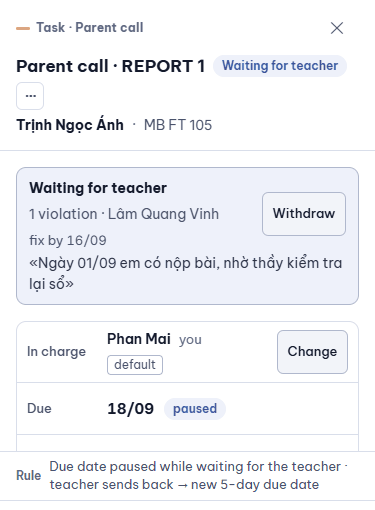 Task · Parent call
Parent call · REPORT 1 Waiting for teacher
...
Trịnh Ngọc Ánh · MB FT 105
Waiting for teacher
1 violation · Lâm Quang Vinh
fix by 16/09
«Ngày 01/09 em có nộp bài, nhờ thầy kiểm tra
lại sổ»
Withdraw
In charge
Phan Mai you
default
Change
Due
18/09 paused
Rule
Due date paused while waiting for the teacher ·
teacher sends back → new 5-day due date